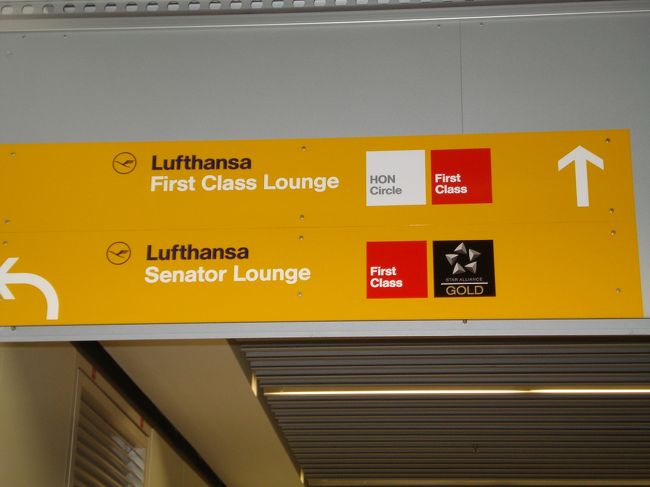 Lufthansa
First Class Lounge
HON
Circle
First
Class
Lufthansa
Senator Lounge
First
Class
STAR ALLIANCE
GOLD